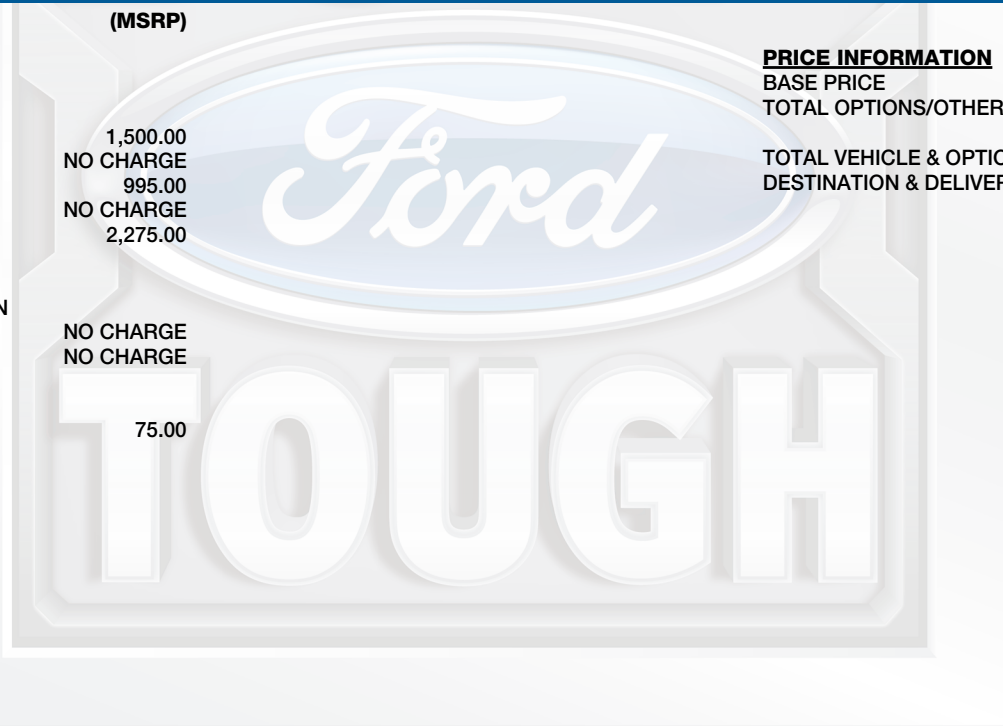 (MSRP)
1,500.00
NO CHARGE
995.00
NO CHARGE
2,275.00
N
NO CHARGE
NO CHARGE
75.00
PRICE INFORMATION
BASE PRICE
TOTAL OPTIONS/OTHER
TOTAL VEHICLE & OPTIO
DESTINATION & DELIVER
Ford
TOUGH